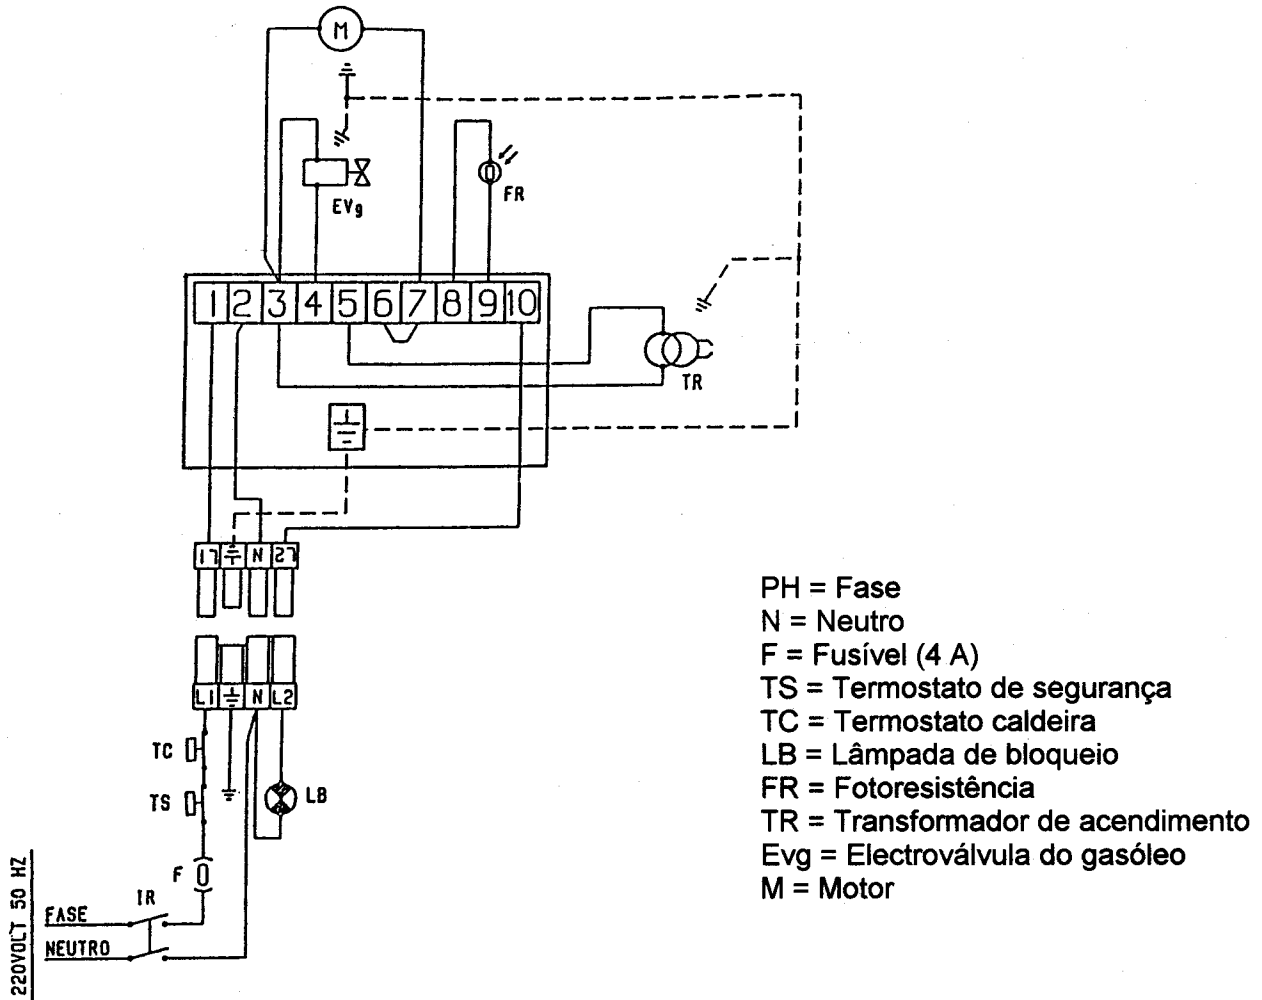 M
EVg
FR
1 2 3 4 5 6 7 8 9 10
TR
L1 N L2
L1 N L2
TC
TS
LB
F
IR
FASE
NEUTRO
220VOLT 50 HZ
PH = Fase
N = Neutro
F = Fusível (4 A)
TS = Termostato de segurança
TC = Termostato caldeira
LB = Lâmpada de bloqueio
FR = Fotoresistência
TR = Transformador de acendimento
Evg = Electroválvula do gasóleo
M = Motor